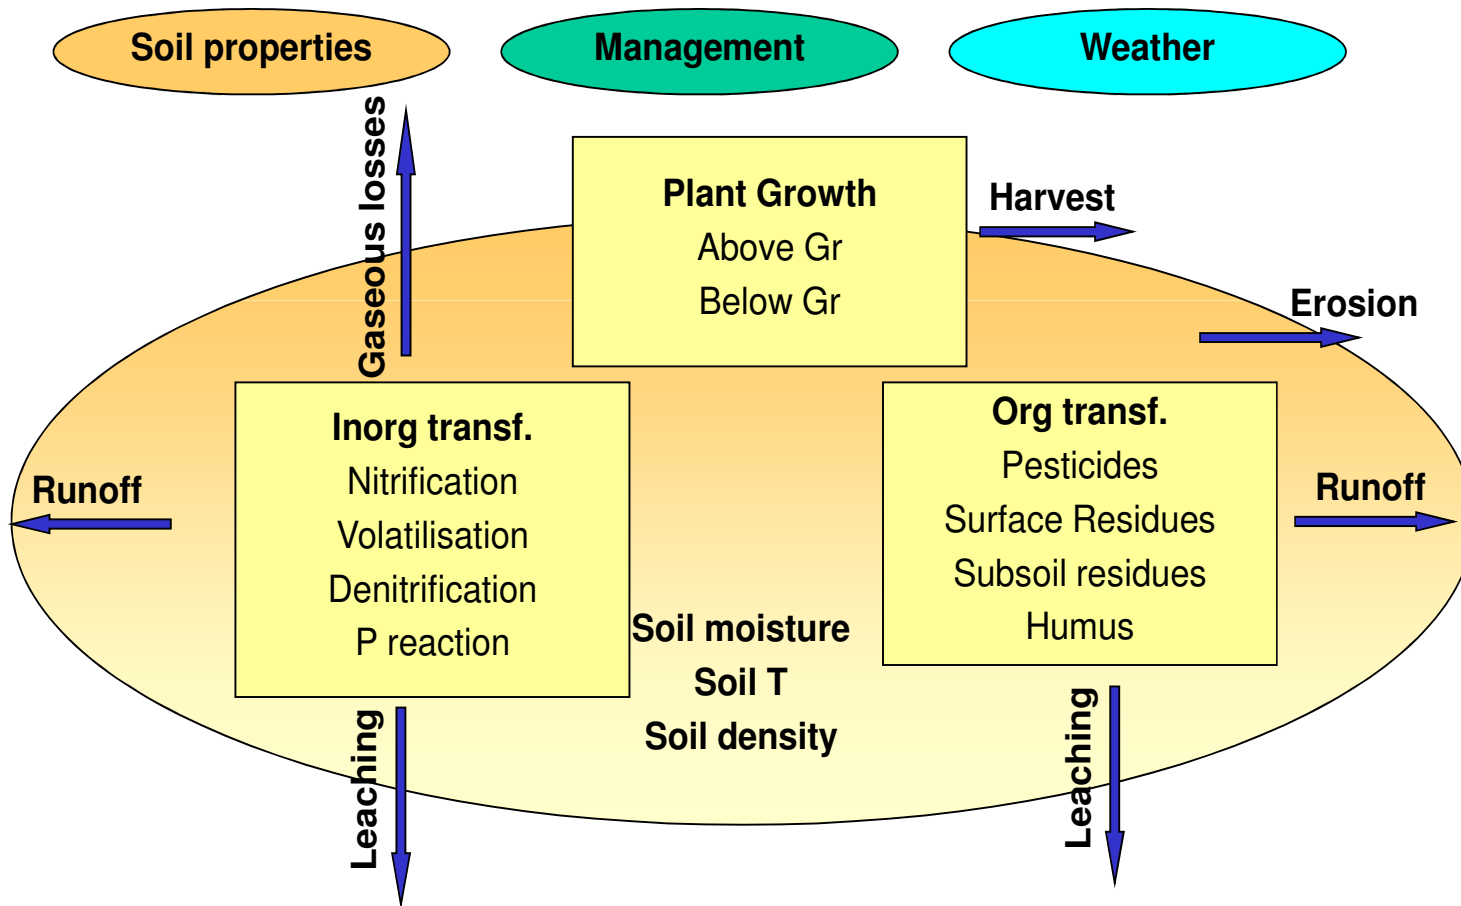 Soil properties
Management
Weather
Gaseous losses
Plant Growth
Above Gr
Below Gr
Harvest
Erosion
Inorg transf.
Nitrification
Volatilisation
Denitrification
P reaction
Org transf.
Pesticides
Surface Residues
Subsoil residues
Humus
Runoff
Runoff
Soil moisture
Soil T
Soil density
Leaching
Leaching